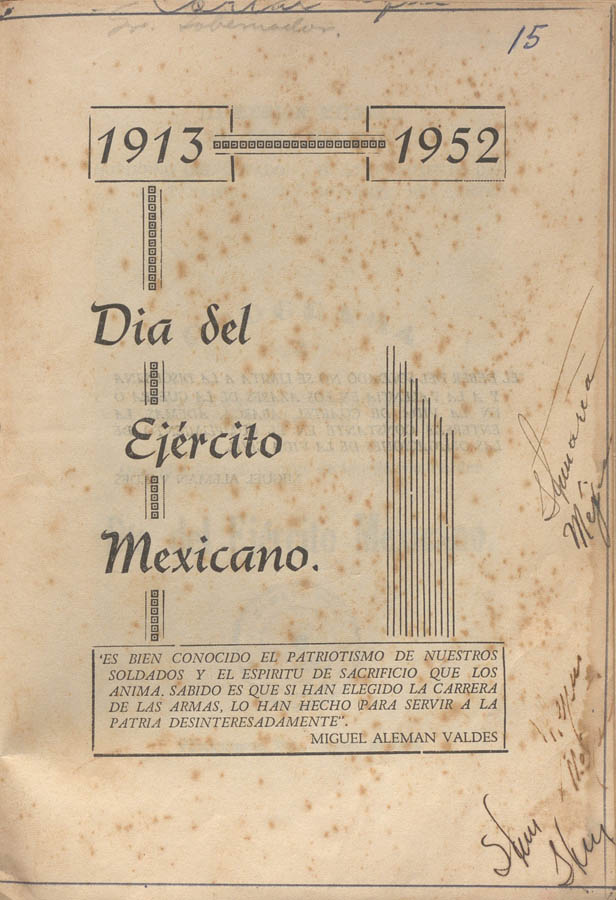 15
1913 1952
Dia del
Ejército
Mexicano.
"ES BIEN CONOCIDO EL PATRIOTISMO DE NUESTROS
SOLDADOS Y EL ESPIRITU DE SACRIFICIO QUE LOS
ANIMA. SABIDO ES QUE SI HAN ELEGIDO LA CARRERA
DE LAS ARMAS, LO HAN HECHO PARA SERVIR A LA
PATRIA DESINTERESADAMENTE".
MIGUEL ALEMAN VALDES